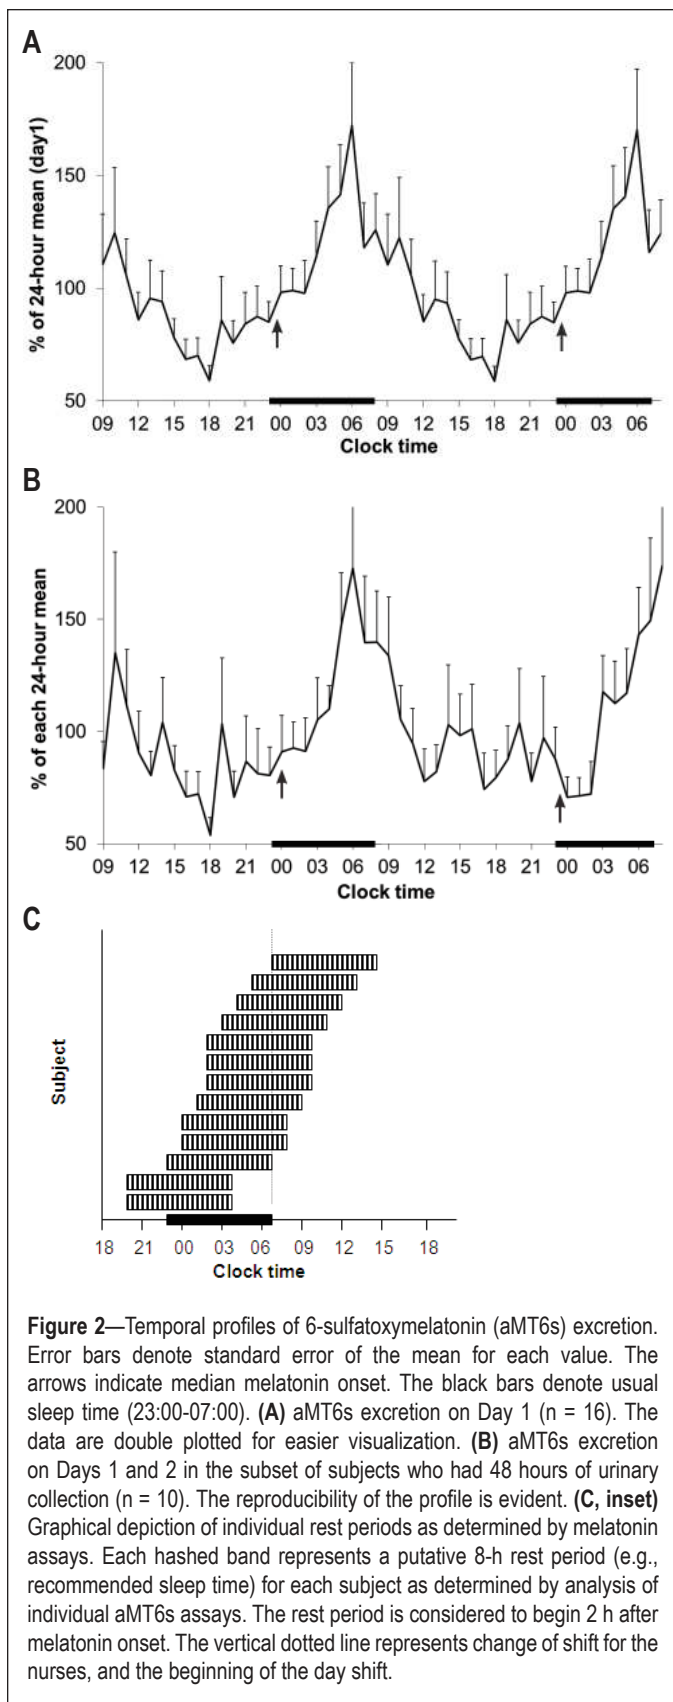 A
200
150
100
50
% of 24-hour mean (day1)
09 12 15 18 21 00 03 06 09 12 15 18 21 00 03 06
Clock time
B
200
150
100
50
% of each 24-hour mean
09 12 15 18 21 00 03 06 09 12 15 18 21 00 03 06
Clock time
C
Subject
18 21 00 03 06 09 12 15 18
Clock time
Figure 2—Temporal profiles of 6-sulfatoxymelatonin (aMT6s) excretion.
Error bars denote standard error of the mean for each value. The
arrows indicate median melatonin onset. The black bars denote usual
sleep time (23:00-07:00). (A) aMT6s excretion on Day 1 (n = 16). The
data are double plotted for easier visualization. (B) aMT6s excretion
on Days 1 and 2 in the subset of subjects who had 48 hours of urinary
collection (n = 10). The reproducibility of the profile is evident. (C, inset)
Graphical depiction of individual rest periods as determined by melatonin
assays. Each hashed band represents a putative 8-h rest period (e.g.,
recommended sleep time) for each subject as determined by analysis of
individual aMT6s assays. The rest period is considered to begin 2 h after
melatonin onset. The vertical dotted line represents change of shift for the
nurses, and the beginning of the day shift.